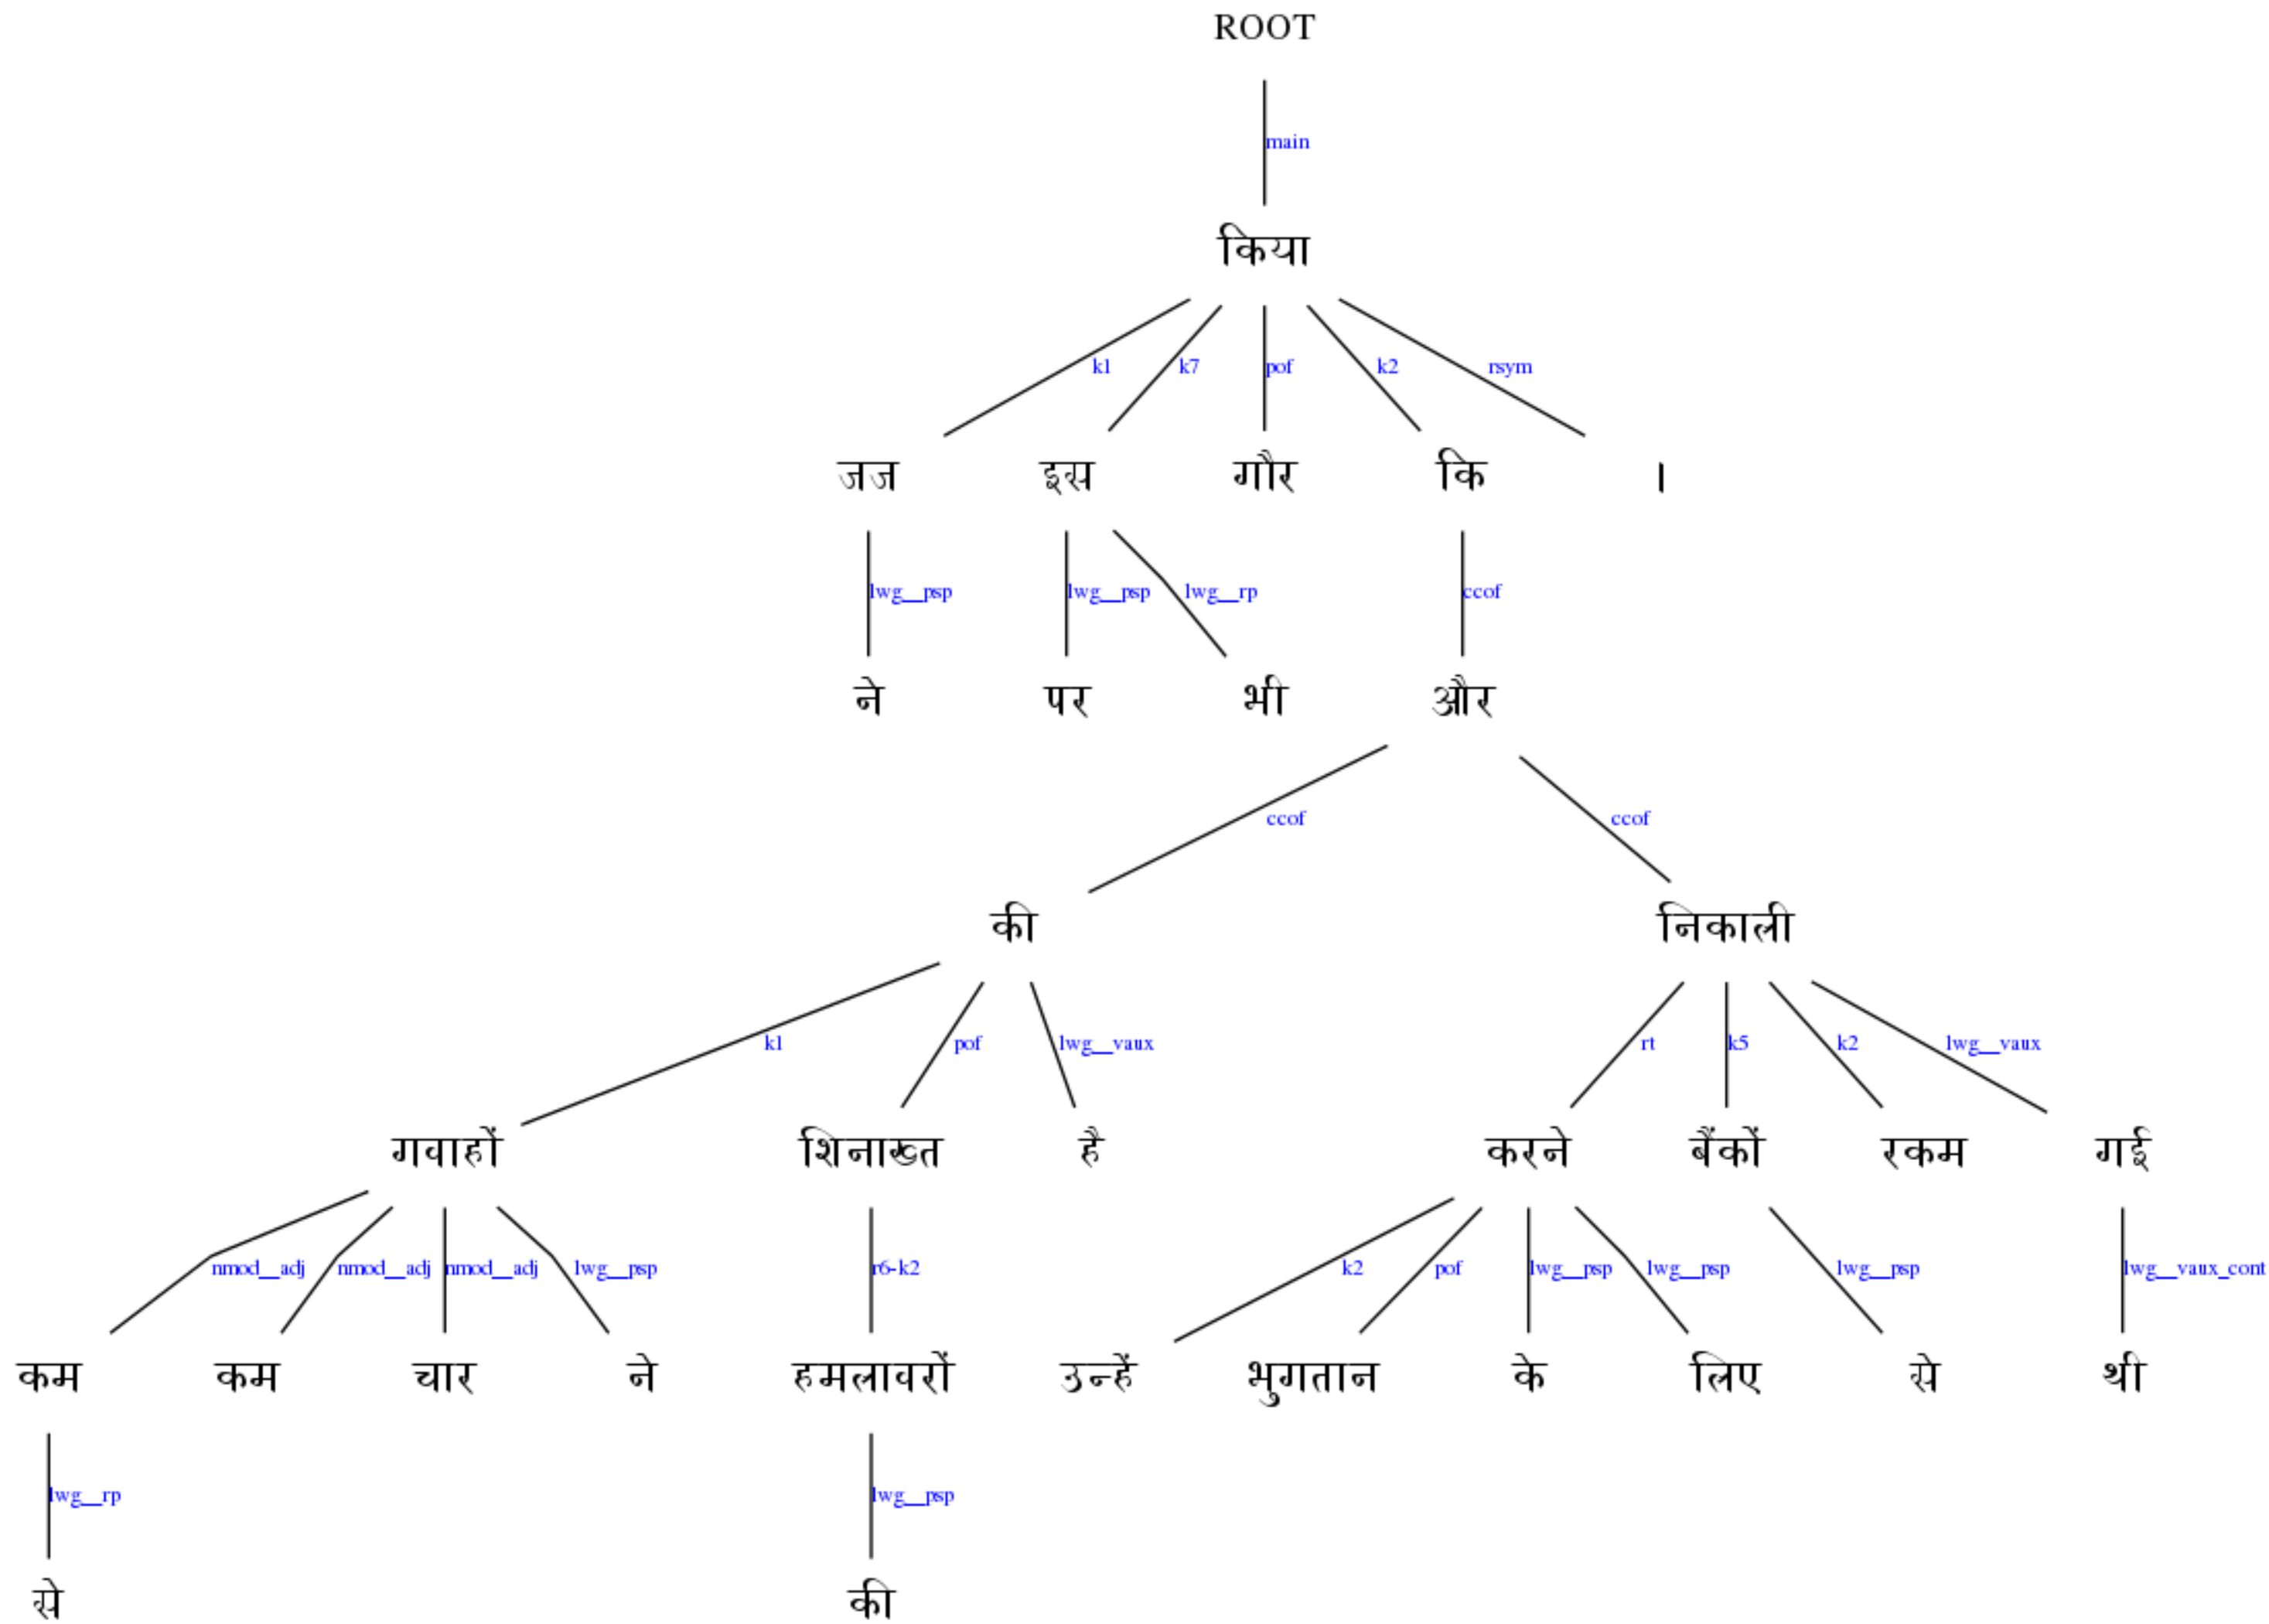 ROOT
main
किया
k1 k7 pof k2 rsym
जज इस गौर कि ।
lwg__psp lwg__psp lwg__rp ccof
ने पर भी और
ccof ccof
की निकाली
k1 pof lwg__vaux rt k5 k2 lwg__vaux
गवाहों शिनाख्त है करने बैंकों रकम गई
nmod__adj nmod__adj nmod__adj lwg__psp r6-k2 k2 pof lwg__psp lwg__psp lwg__psp lwg__vaux_cont
कम कम चार ने हमलावरों उन्हें भुगतान के लिए से थी
lwg__rp lwg__psp
से की